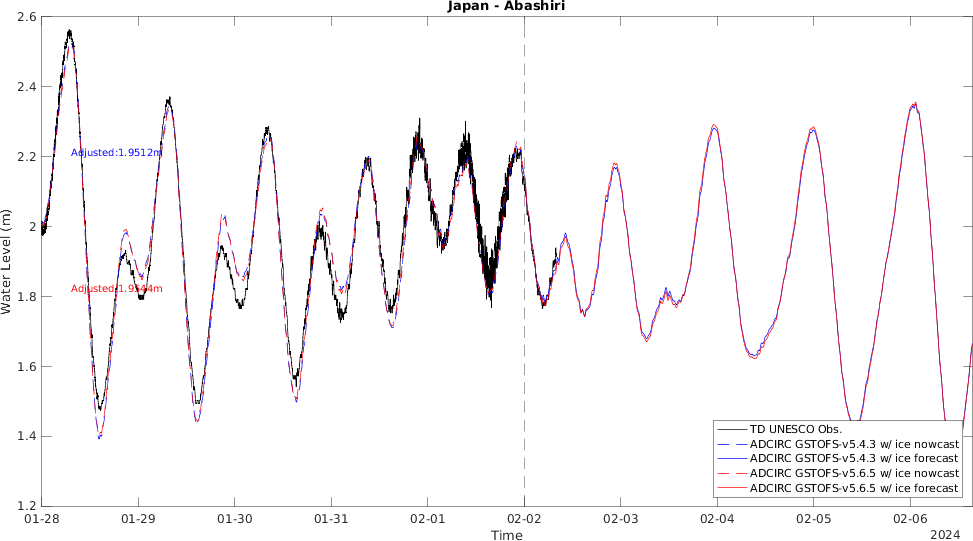 Japan - Abashiri
2.6
2.4
2.2
2
1.8
1.6
1.4
1.2
Water Level (m)
Adjusted:1.9512m
Adjusted:1.9544m
TD UNESCO Obs.
ADCIRC GSTOFS-v5.4.3 w/ ice nowcast
ADCIRC GSTOFS-v5.4.3 w/ ice forecast
ADCIRC GSTOFS-v5.6.5 w/ ice nowcast
ADCIRC GSTOFS-v5.6.5 w/ ice forecast
01-28 01-29 01-30 01-31 02-01 02-02 02-03 02-04 02-05 02-06
Time
2024